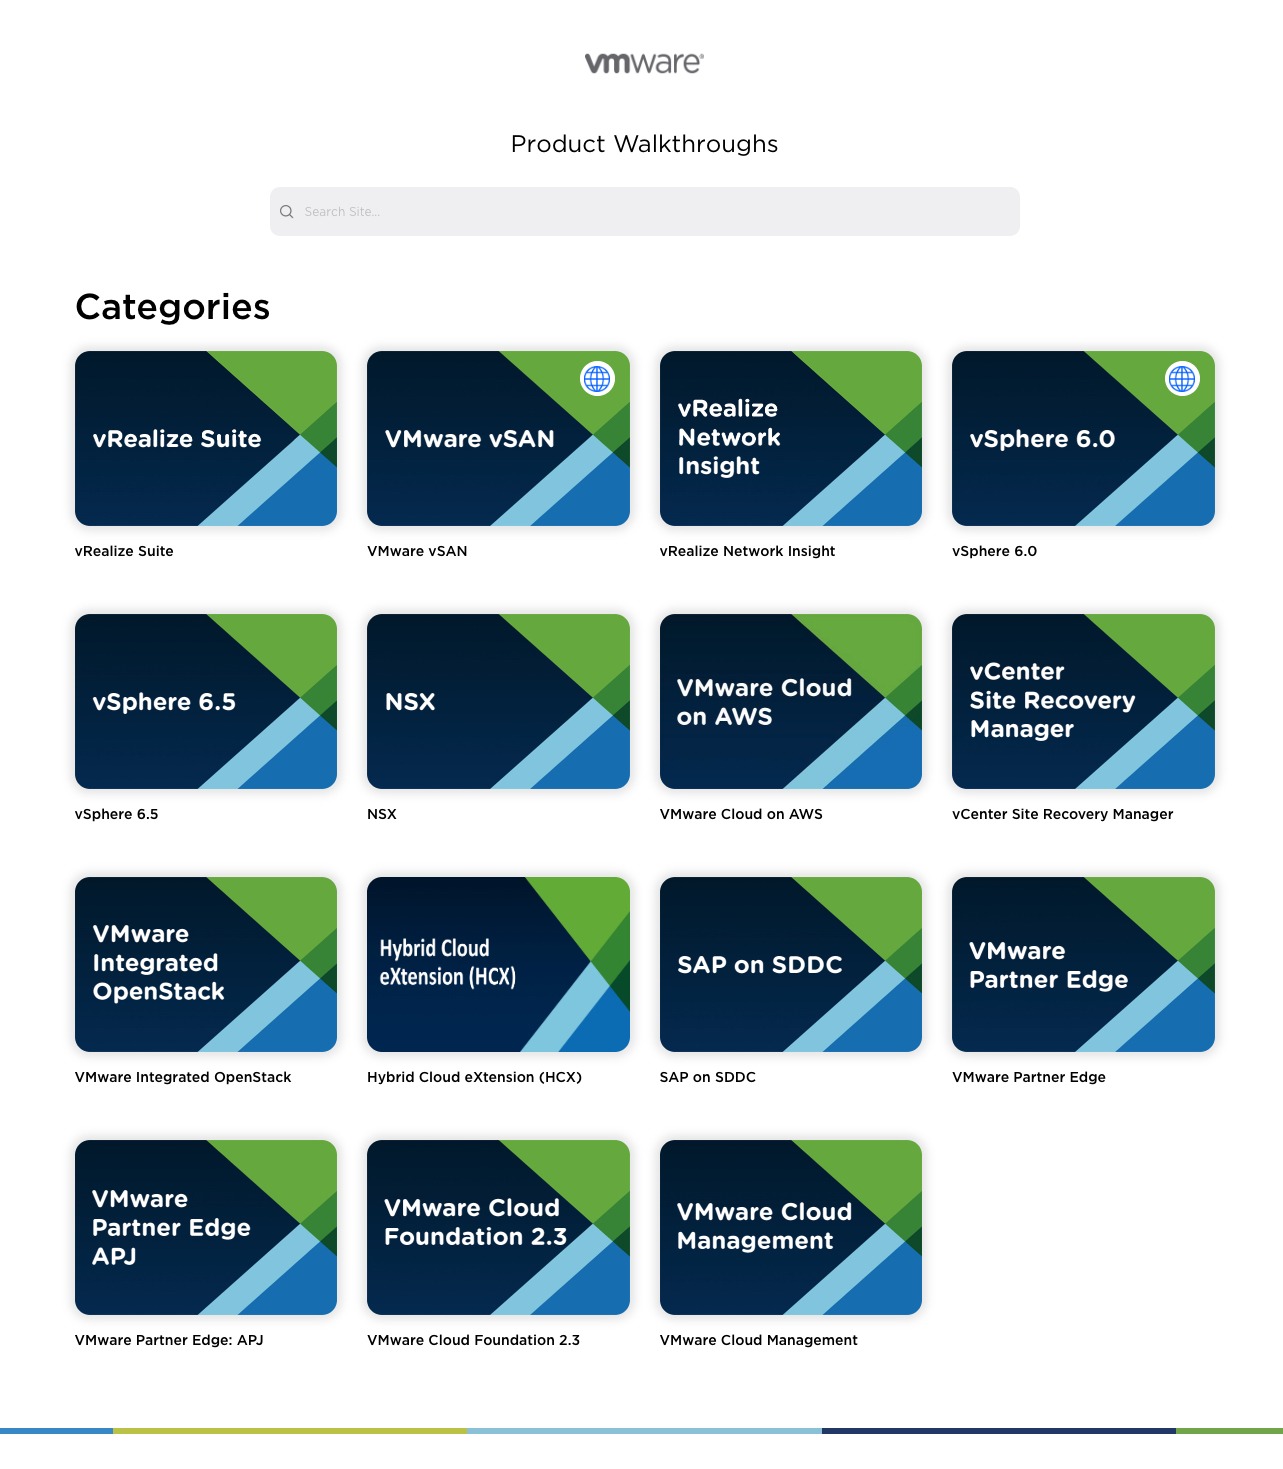 vmware®
Product Walkthroughs
Search Site...
Categories
vRealize Suite
VMware vSAN
vRealize
Network
Insight
vSphere 6.0
vRealize Suite
VMware vSAN
vRealize Network Insight
vSphere 6.0
vSphere 6.5
NSX
VMware Cloud
on AWS
vCenter
Site Recovery
Manager
vSphere 6.5
NSX
VMware Cloud on AWS
vCenter Site Recovery Manager
VMware
Integrated
OpenStack
Hybrid Cloud
eXtension (HCX)
SAP on SDDC
VMware
Partner Edge
VMware Integrated OpenStack
Hybrid Cloud eXtension (HCX)
SAP on SDDC
VMware Partner Edge
VMware
Partner Edge
APJ
VMware Cloud
Foundation 2.3
VMware Cloud
Management
VMware Partner Edge: APJ
VMware Cloud Foundation 2.3
VMware Cloud Management